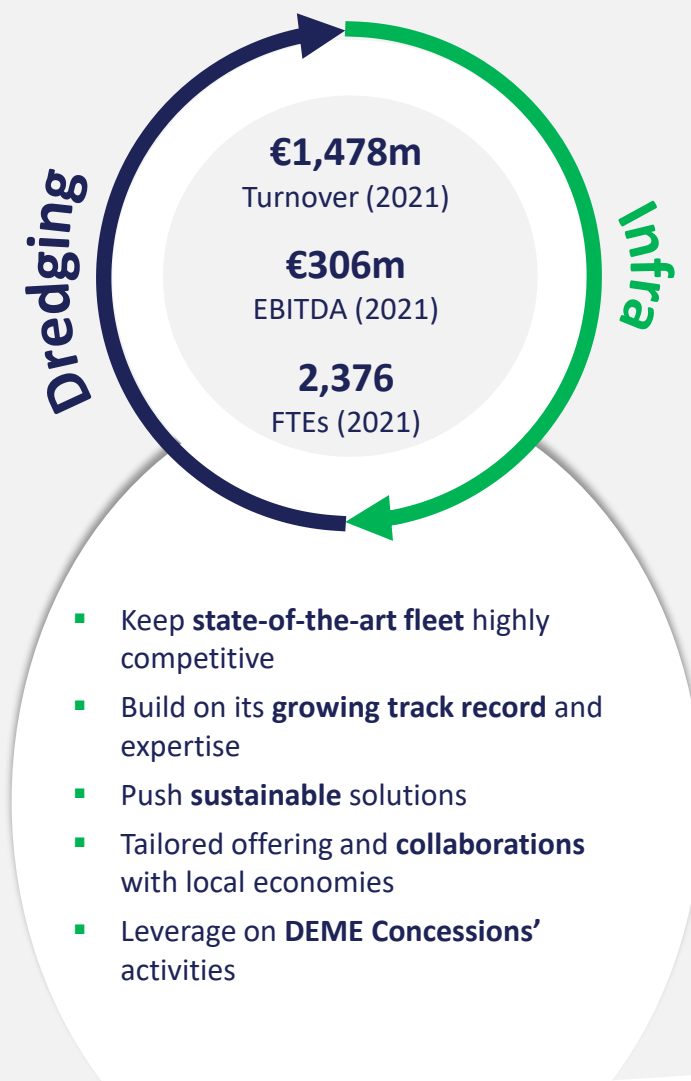 Dredging
Infra
€1,478m
Turnover (2021)
€306m
EBITDA (2021)
2,376
FTEs (2021)
▪ Keep state-of-the-art fleet highly
competitive
▪ Build on its growing track record and
expertise
▪ Push sustainable solutions
▪ Tailored offering and collaborations
with local economies
▪ Leverage on DEME Concessions’
activities